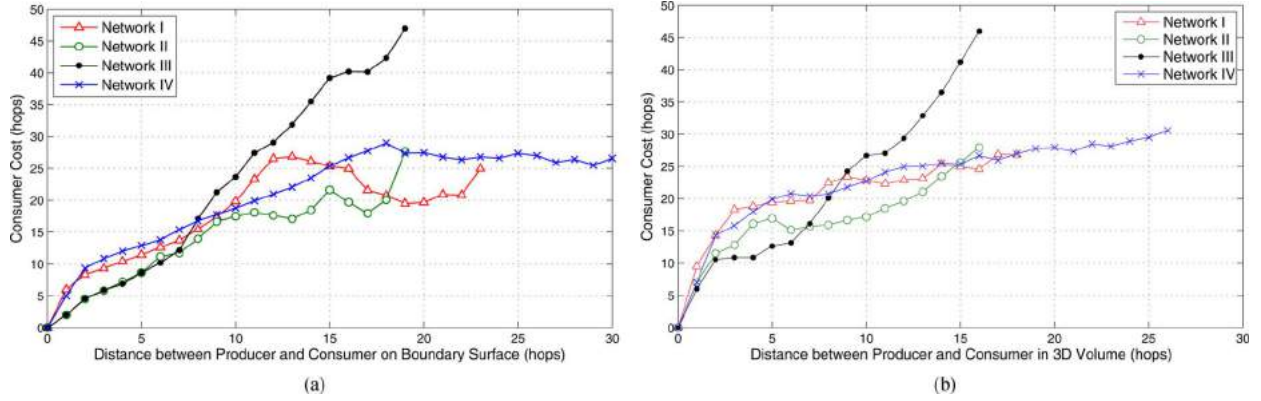 50
45
40
35
30
25
20
15
10
5
0
Consumer Cost (hops)
Network I
Network II
Network III
Network IV
0 5 10 15 20 25 30
Distance between Producer and Consumer on Boundary Surface (hops)
(a)
50
45
40
35
30
25
20
15
10
5
0
Consumer Cost (hops)
Network I
Network II
Network III
Network IV
0 5 10 15 20 25 30
Distance between Producer and Consumer in 3D Volume (hops)
(b)